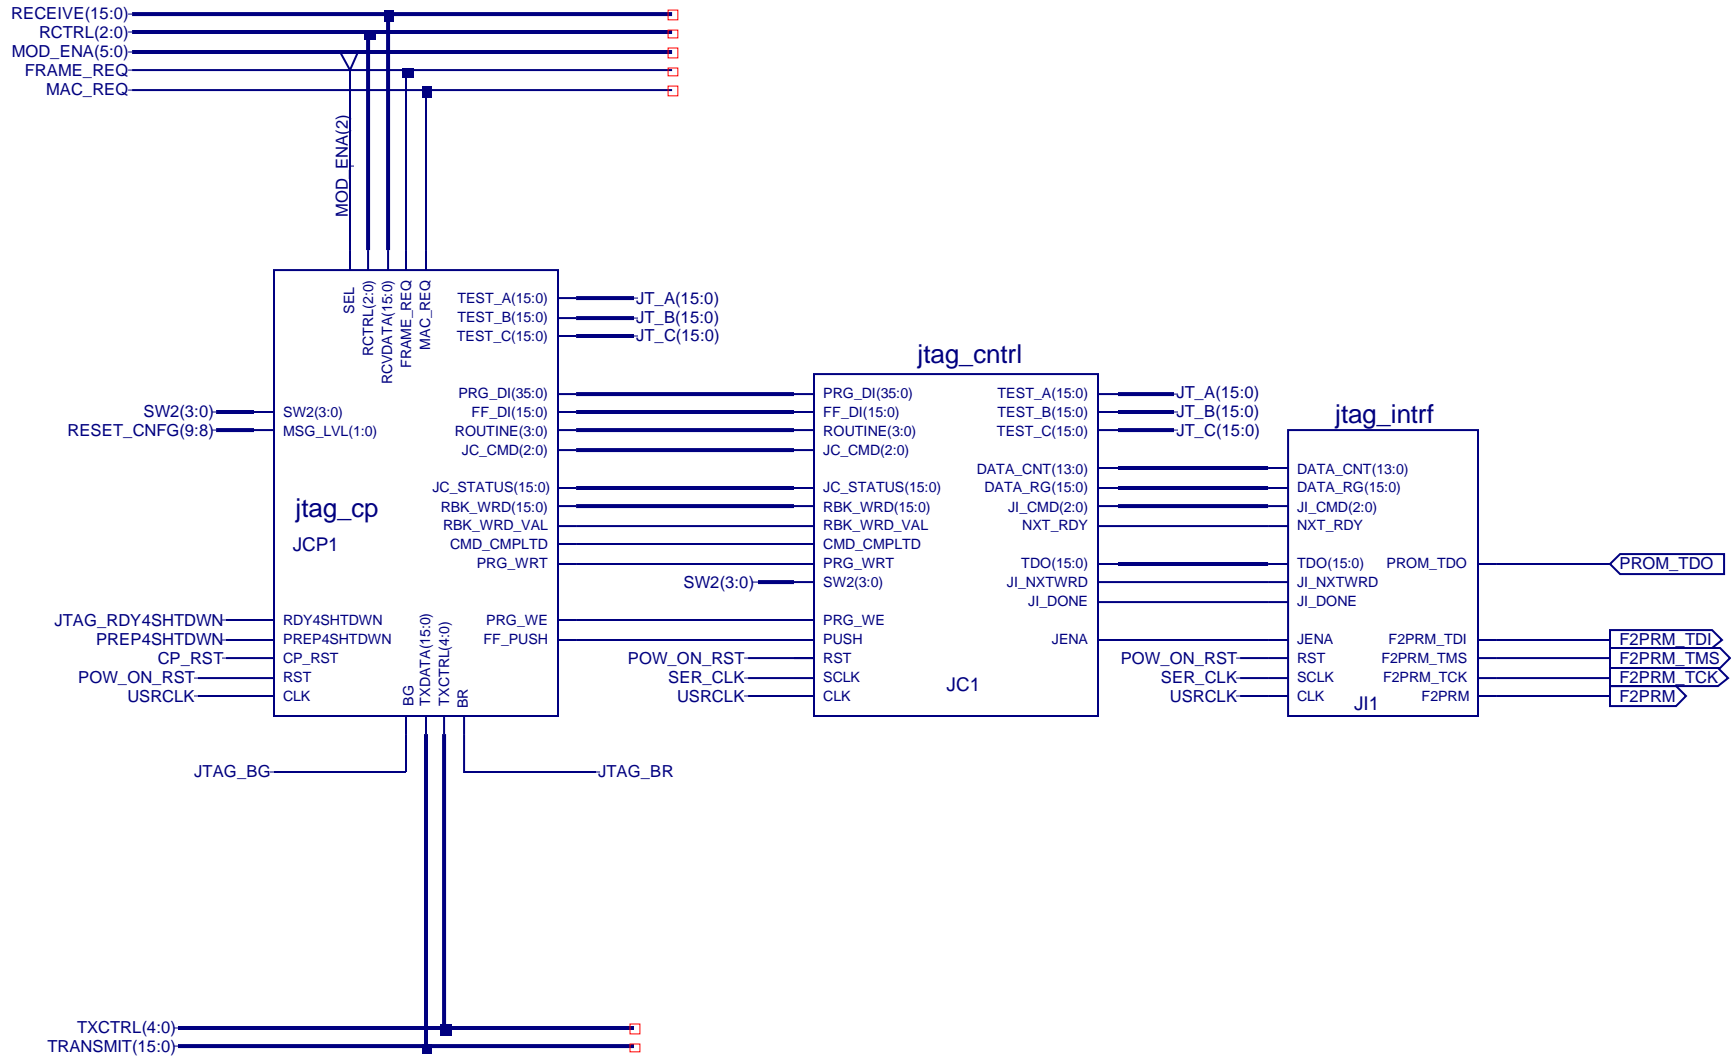 RECEIVE(15:0)
RCTRL(2:0)
MOD_ENA(5:0)
FRAME_REQ
MAC_REQ
MOD_ENA(2)
SEL
RCTRL(2:0)
RCVDATA(15:0)
FRAME_REQ
MAC_REQ
TEST_A(15:0)
TEST_B(15:0)
TEST_C(15:0)
JT_A(15:0)
JT_B(15:0)
JT_C(15:0)
PRG_DI(35:0)
FF_DI(15:0)
ROUTINE(3:0)
JC_CMD(2:0)
JC_STATUS(15:0)
RBK_WRD(15:0)
RBK_WRD_VAL
CMD_CMPLTD
PRG_WRT
PRG_WE
FF_PUSH
SW2(3:0)
RESET_CNFG(9:8)
SW2(3:0)
MSG_LVL(1:0)
jtag_cp
JCP1
JTAG_RDY4SHTDWN
PREP4SHTDWN
CP_RST
POW_ON_RST
USRCLK
RDY4SHTDWN
PREP4SHTDWN
CP_RST
RST
CLK
BG
TXDATA(15:0)
TXCTRL(4:0)
BR
JTAG_BG
JTAG_BR
jtag_cntrl
PRG_DI(35:0)
FF_DI(15:0)
ROUTINE(3:0)
JC_CMD(2:0)
JC_STATUS(15:0)
RBK_WRD(15:0)
RBK_WRD_VAL
CMD_CMPLTD
PRG_WRT
SW2(3:0)
SW2(3:0)
PRG_WE
PUSH
RST
SCLK
CLK
POW_ON_RST
SER_CLK
USRCLK
JC1
TEST_A(15:0)
TEST_B(15:0)
TEST_C(15:0)
JT_A(15:0)
JT_B(15:0)
JT_C(15:0)
DATA_CNT(13:0)
DATA_RG(15:0)
JI_CMD(2:0)
NXT_RDY
TDO(15:0)
JI_NXTWRD
JI_DONE
JENA
jtag_intrf
DATA_CNT(13:0)
DATA_RG(15:0)
JI_CMD(2:0)
NXT_RDY
TDO(15:0)
JI_NXTWRD
JI_DONE
JENA
RST
SCLK
CLK
POW_ON_RST
SER_CLK
USRCLK
JI1
PROM_TDO
F2PRM_TDI
F2PRM_TMS
F2PRM_TCK
F2PRM
PROM_TDO
F2PRM_TDI
F2PRM_TMS
F2PRM_TCK
F2PRM
TXCTRL(4:0)
TRANSMIT(15:0)